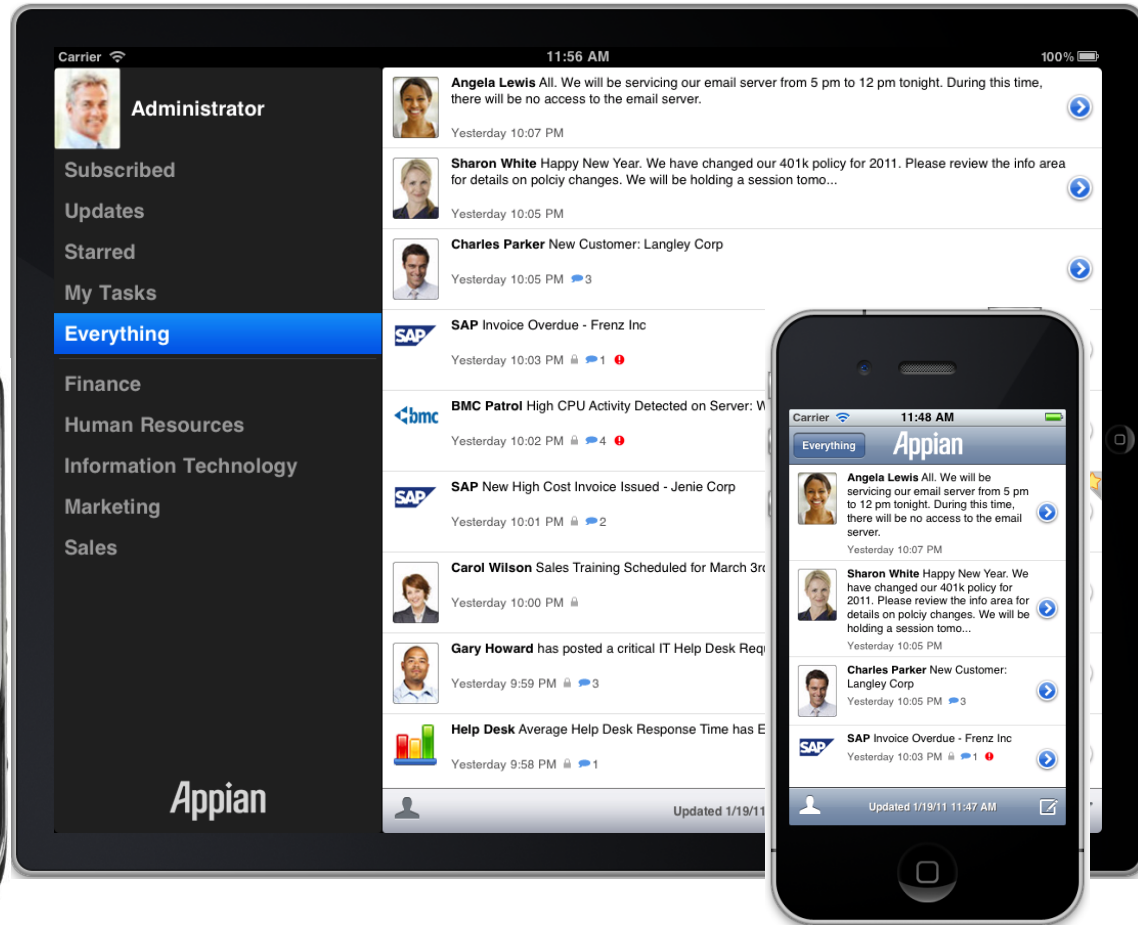 Carrier
11:56 AM
100%
Administrator
Subscribed
Updates
Starred
My Tasks
Everything
Finance
Human Resources
Information Technology
Marketing
Sales
Appian
Angela Lewis All. We will be servicing our email server from 5 pm to 12 pm tonight. During this time,
there will be no access to the email server.
Yesterday 10:07 PM
Sharon White Happy New Year. We have changed our 401k policy for 2011. Please review the info area
for details on polciy changes. We will be holding a session tomo...
Yesterday 10:05 PM
Charles Parker New Customer: Langley Corp
Yesterday 10:05 PM 3
SAP
SAP Invoice Overdue - Frenz Inc
Yesterday 10:03 PM 1
bmc
BMC Patrol High CPU Activity Detected on Server:
Yesterday 10:02 PM 4
SAP
SAP New High Cost Invoice Issued - Jenie Corp
Yesterday 10:01 PM 2
Carol Wilson Sales Training Scheduled for March
Yesterday 10:00 PM
Gary Howard has posted a critical IT Help Desk
Yesterday 9:59 PM 3
Help Desk Average Help Desk Response Time has
Yesterday 9:58 PM 1
Updated 1/19/11
Carrier
11:48 AM
Everything
Appian
Angela Lewis All. We will be
servicing our email server from 5 pm
to 12 pm tonight. During this time,
there will be no access to the email
server.
Yesterday 10:07 PM
Sharon White Happy New Year. We
have changed our 401k policy for
2011. Please review the info area for
details on polciy changes. We will be
holding a session tomo...
Yesterday 10:05 PM
Charles Parker New Customer:
Langley Corp
Yesterday 10:05 PM 3
SAP
SAP Invoice Overdue - Frenz Inc
Yesterday 10:03 PM 1
Updated 1/19/11 11:47 AM